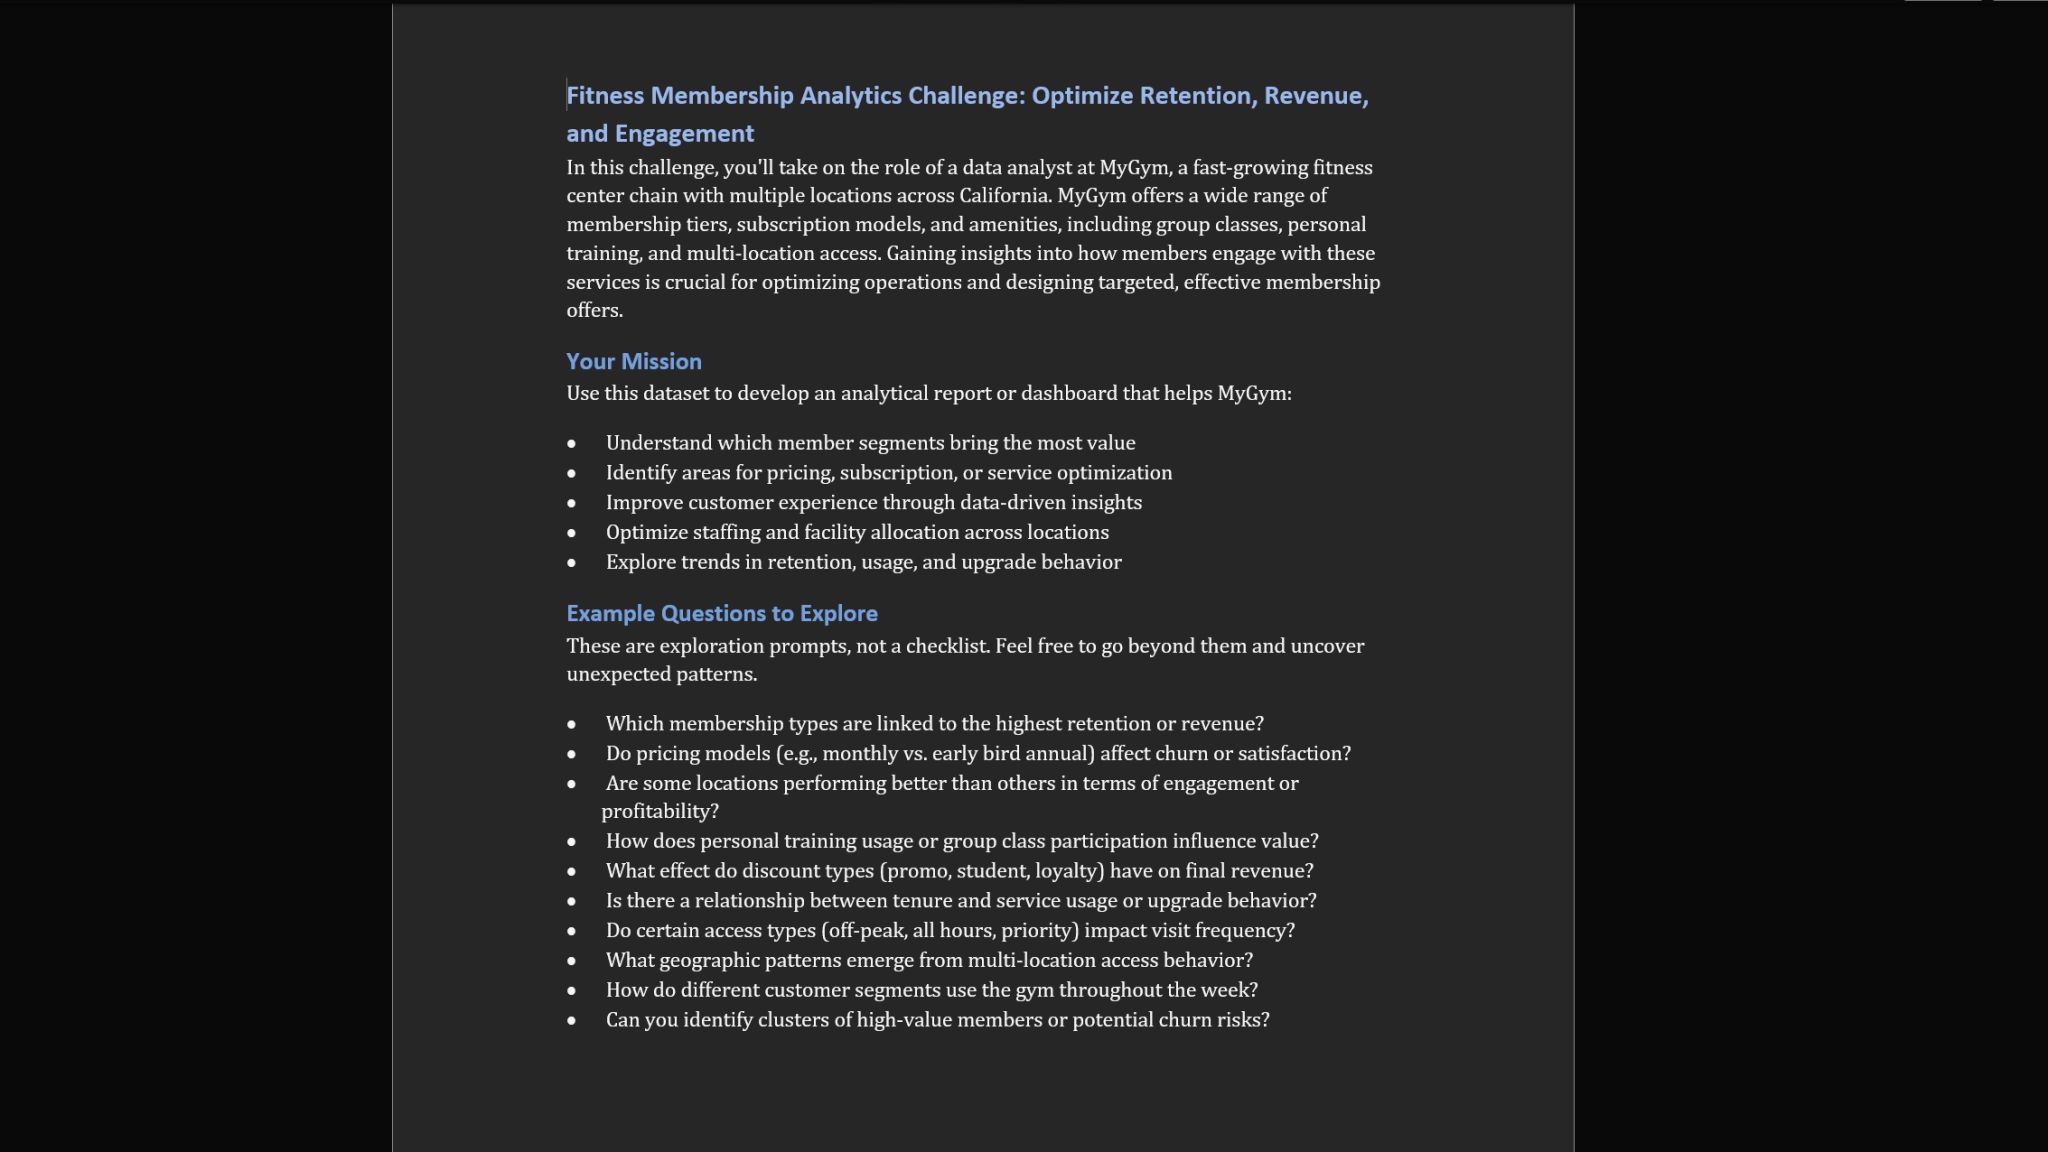 Fitness Membership Analytics Challenge: Optimize Retention, Revenue,
and Engagement
In this challenge, you'll take on the role of a data analyst at MyGym, a fast-growing fitness
center chain with multiple locations across California. MyGym offers a wide range of
membership tiers, subscription models, and amenities, including group classes, personal
training, and multi-location access. Gaining insights into how members engage with these
services is crucial for optimizing operations and designing targeted, effective membership
offers.
Your Mission
Use this dataset to develop an analytical report or dashboard that helps MyGym:
• Understand which member segments bring the most value
• Identify areas for pricing, subscription, or service optimization
• Improve customer experience through data-driven insights
• Optimize staffing and facility allocation across locations
• Explore trends in retention, usage, and upgrade behavior
Example Questions to Explore
These are exploration prompts, not a checklist. Feel free to go beyond them and uncover
unexpected patterns.
• Which membership types are linked to the highest retention or revenue?
• Do pricing models (e.g., monthly vs. early bird annual) affect churn or satisfaction?
• Are some locations performing better than others in terms of engagement or
profitability?
• How does personal training usage or group class participation influence value?
• What effect do discount types (promo, student, loyalty) have on final revenue?
• Is there a relationship between tenure and service usage or upgrade behavior?
• Do certain access types (off-peak, all hours, priority) impact visit frequency?
• What geographic patterns emerge from multi-location access behavior?
• How do different customer segments use the gym throughout the week?
• Can you identify clusters of high-value members or potential churn risks?